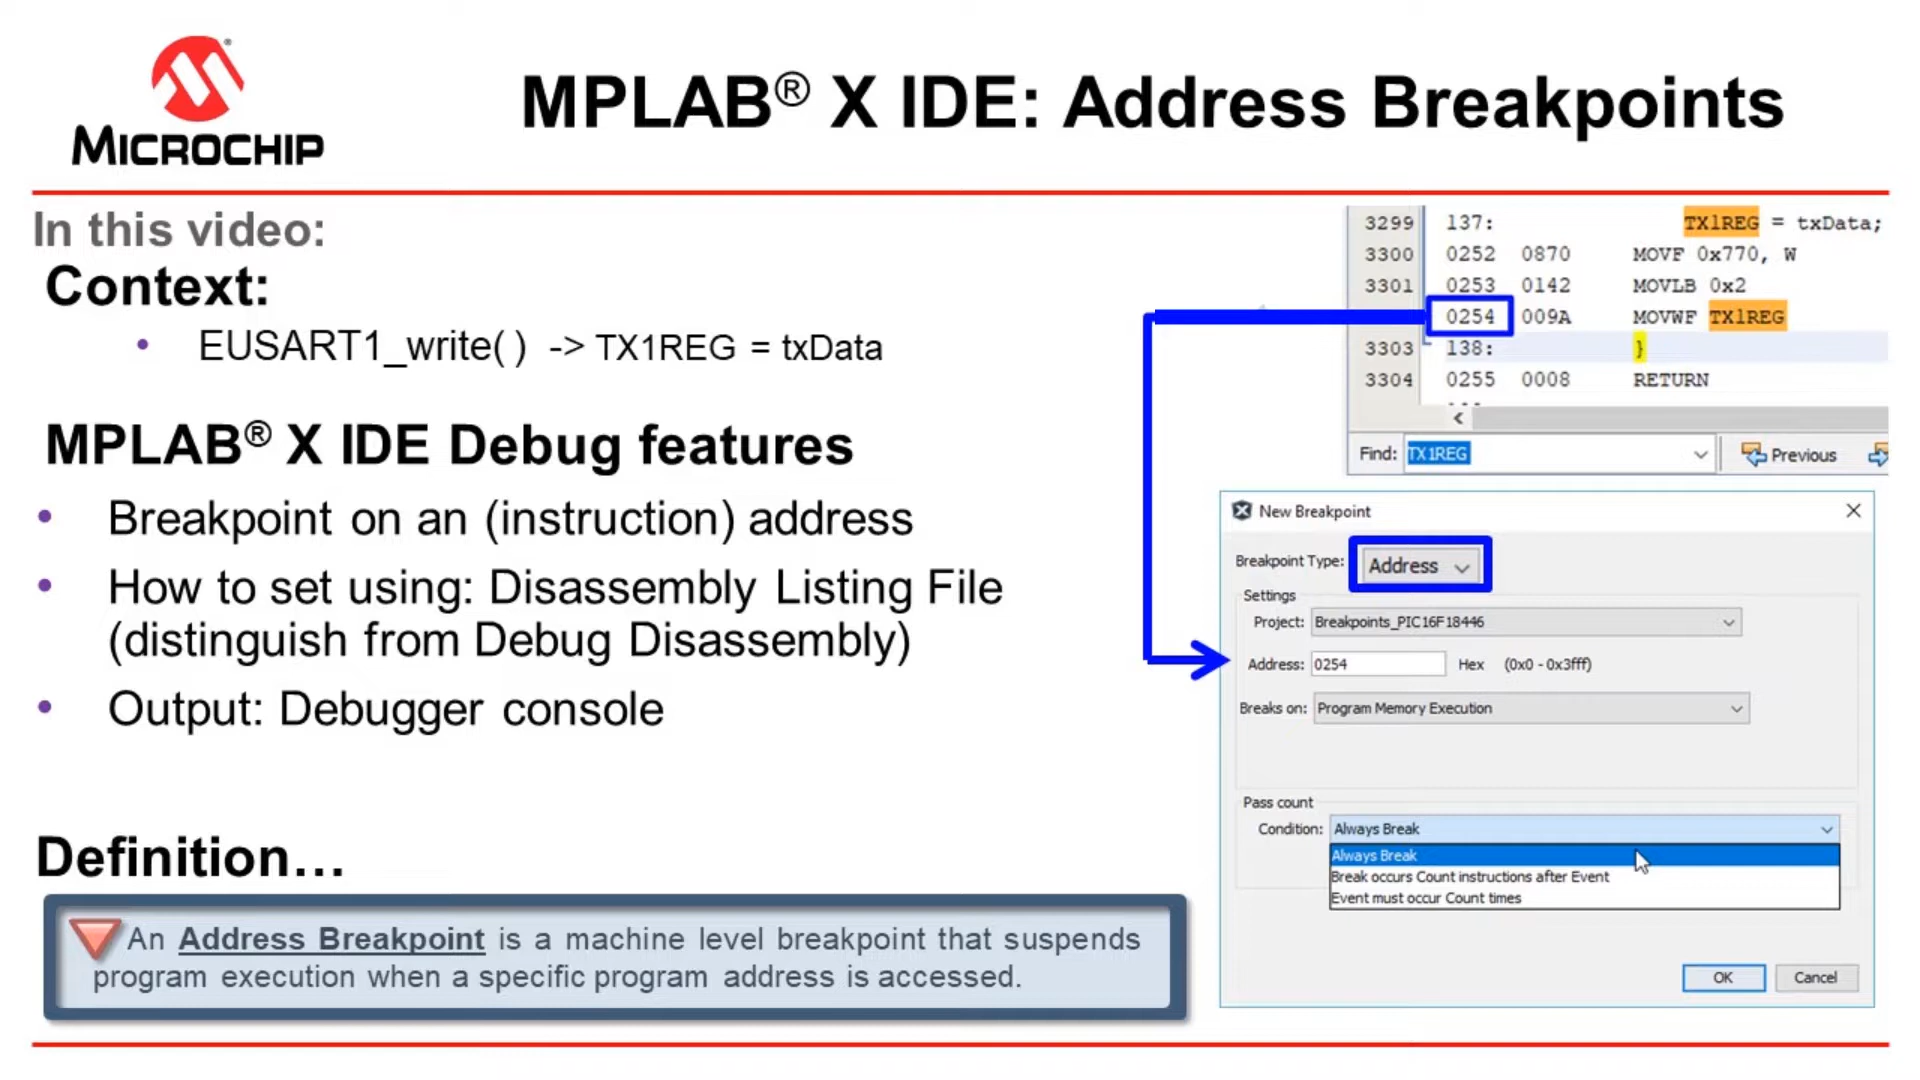 MICROCHIP
MPLAB® X IDE: Address Breakpoints
In this video:
Context:
• EUSART1_write( ) -> TX1REG = txData
MPLAB® X IDE Debug features
• Breakpoint on an (instruction) address
• How to set using: Disassembly Listing File
(distinguish from Debug Disassembly)
• Output: Debugger console
Definition…
An Address Breakpoint is a machine level breakpoint that suspends
program execution when a specific program address is accessed.
3299 137: TX1REG = txData;
3300 0252 0870 MOVF 0x770, W
3301 0253 0142 MOVLB 0x2
0254 009A MOVWF TX1REG
3303 138: }
3304 0255 0008 RETURN
Find: TX1REG Previous
New Breakpoint
Breakpoint Type: Address
Settings
Project: Breakpoints_PIC16F18446
Address: 0254 Hex (0x0 - 0x3fff)
Breaks on: Program Memory Execution
Pass count
Condition: Always Break
Always Break
Break occurs Count instructions after Event
Event must occur Count times
OK Cancel